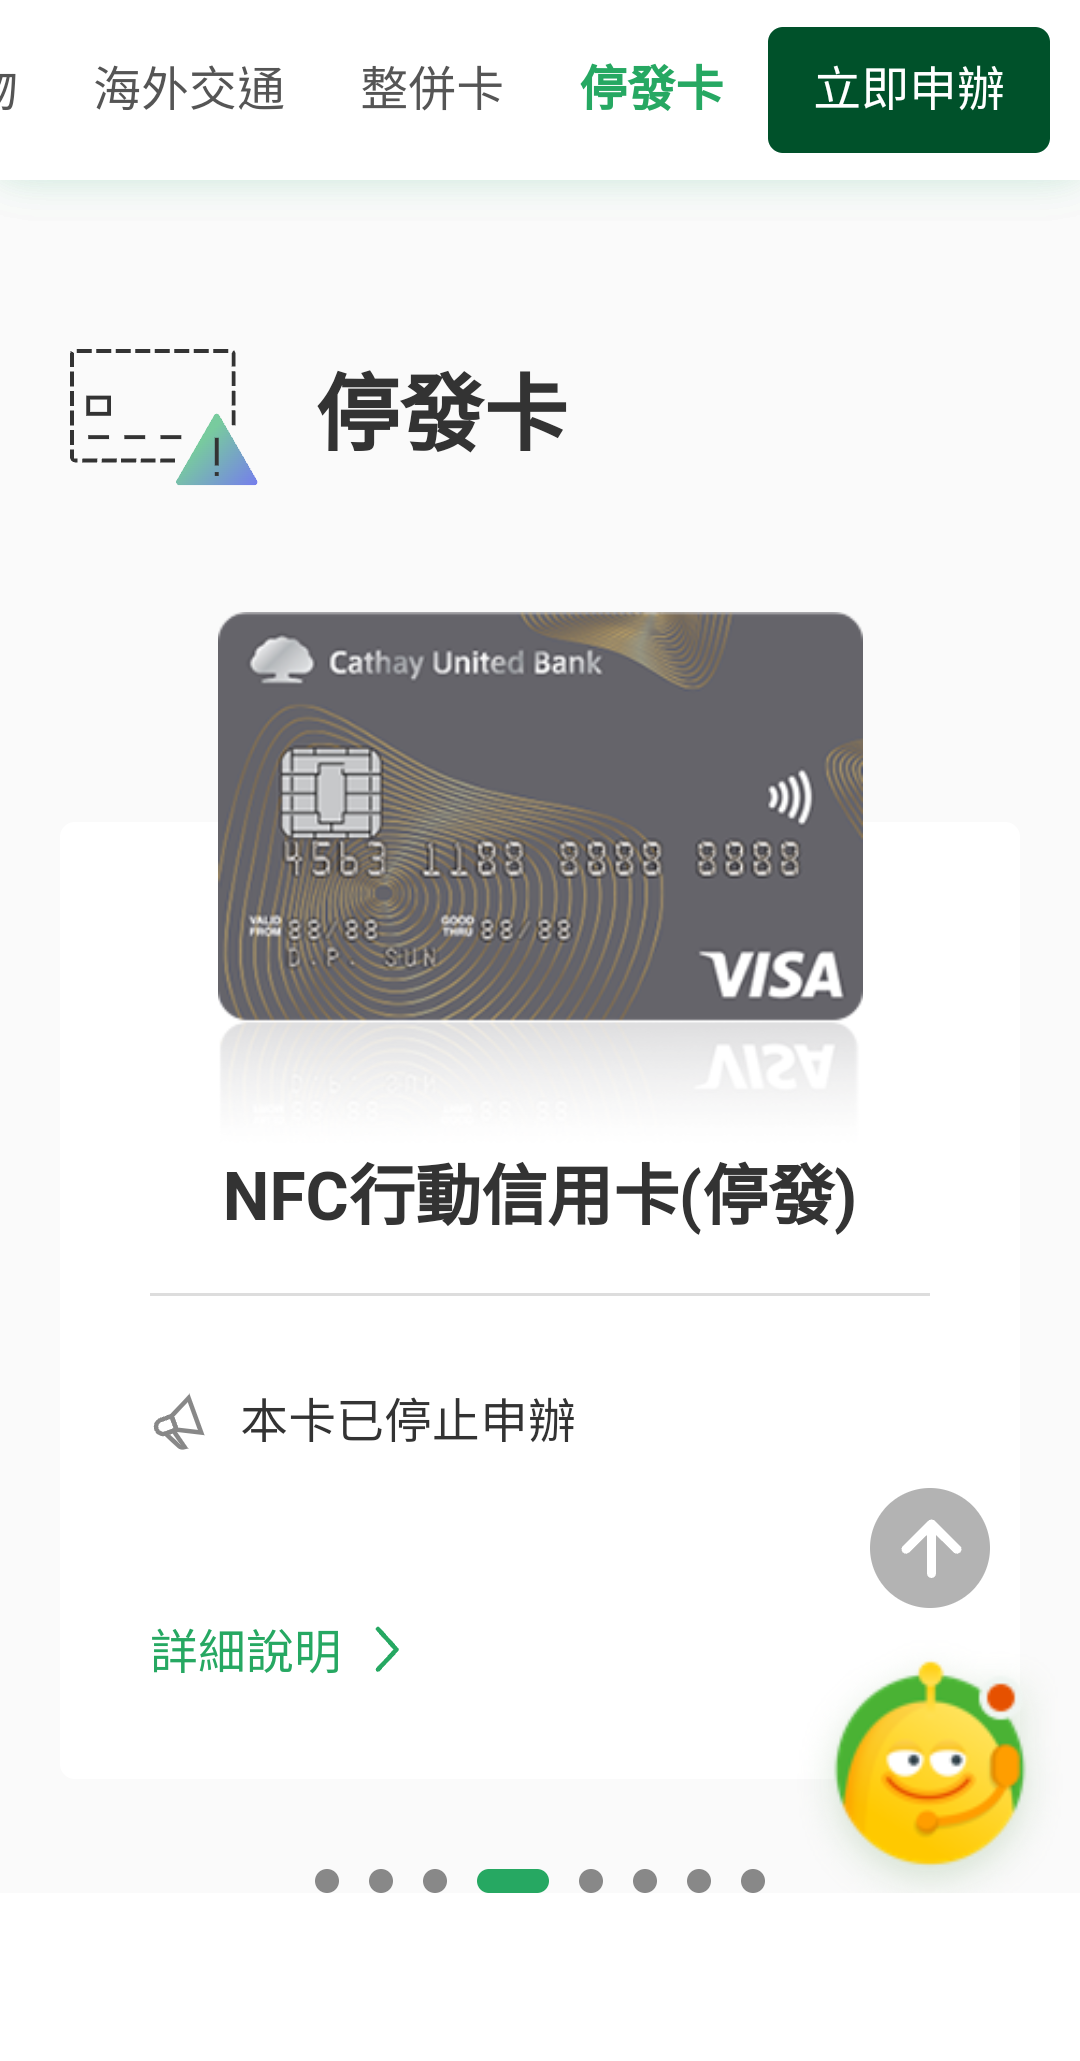 海外交通 整併卡 停發卡 立即申辦
停發卡
Cathay United Bank
4563 1188 8888 8888
VALID FROM 88/88 GOOD THRU 88/88
D.P. SUN
VISA
NFC行動信用卡(停發)
本卡已停止申辦
詳細說明